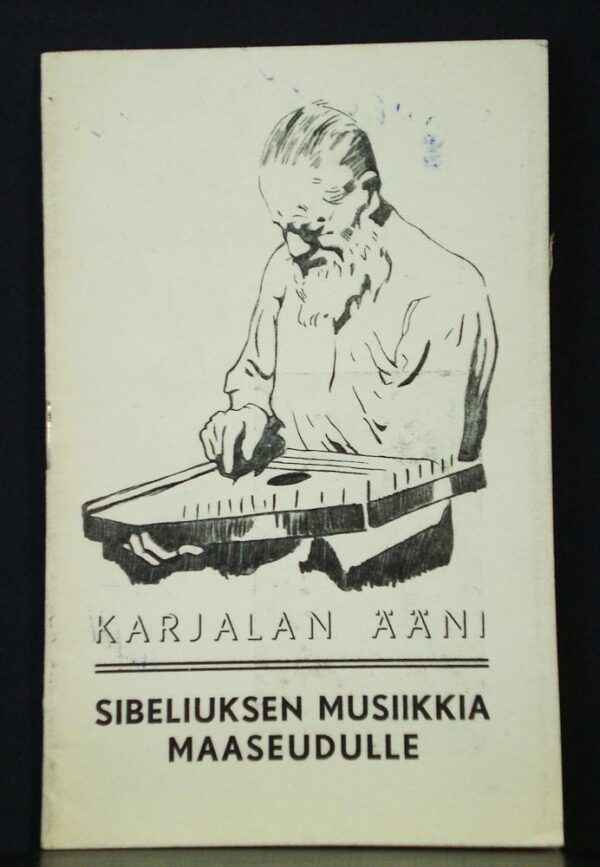 KARJALAN ÄÄNI
SIBELIUKSEN MUSIIKKIA
MAASEUDULLE